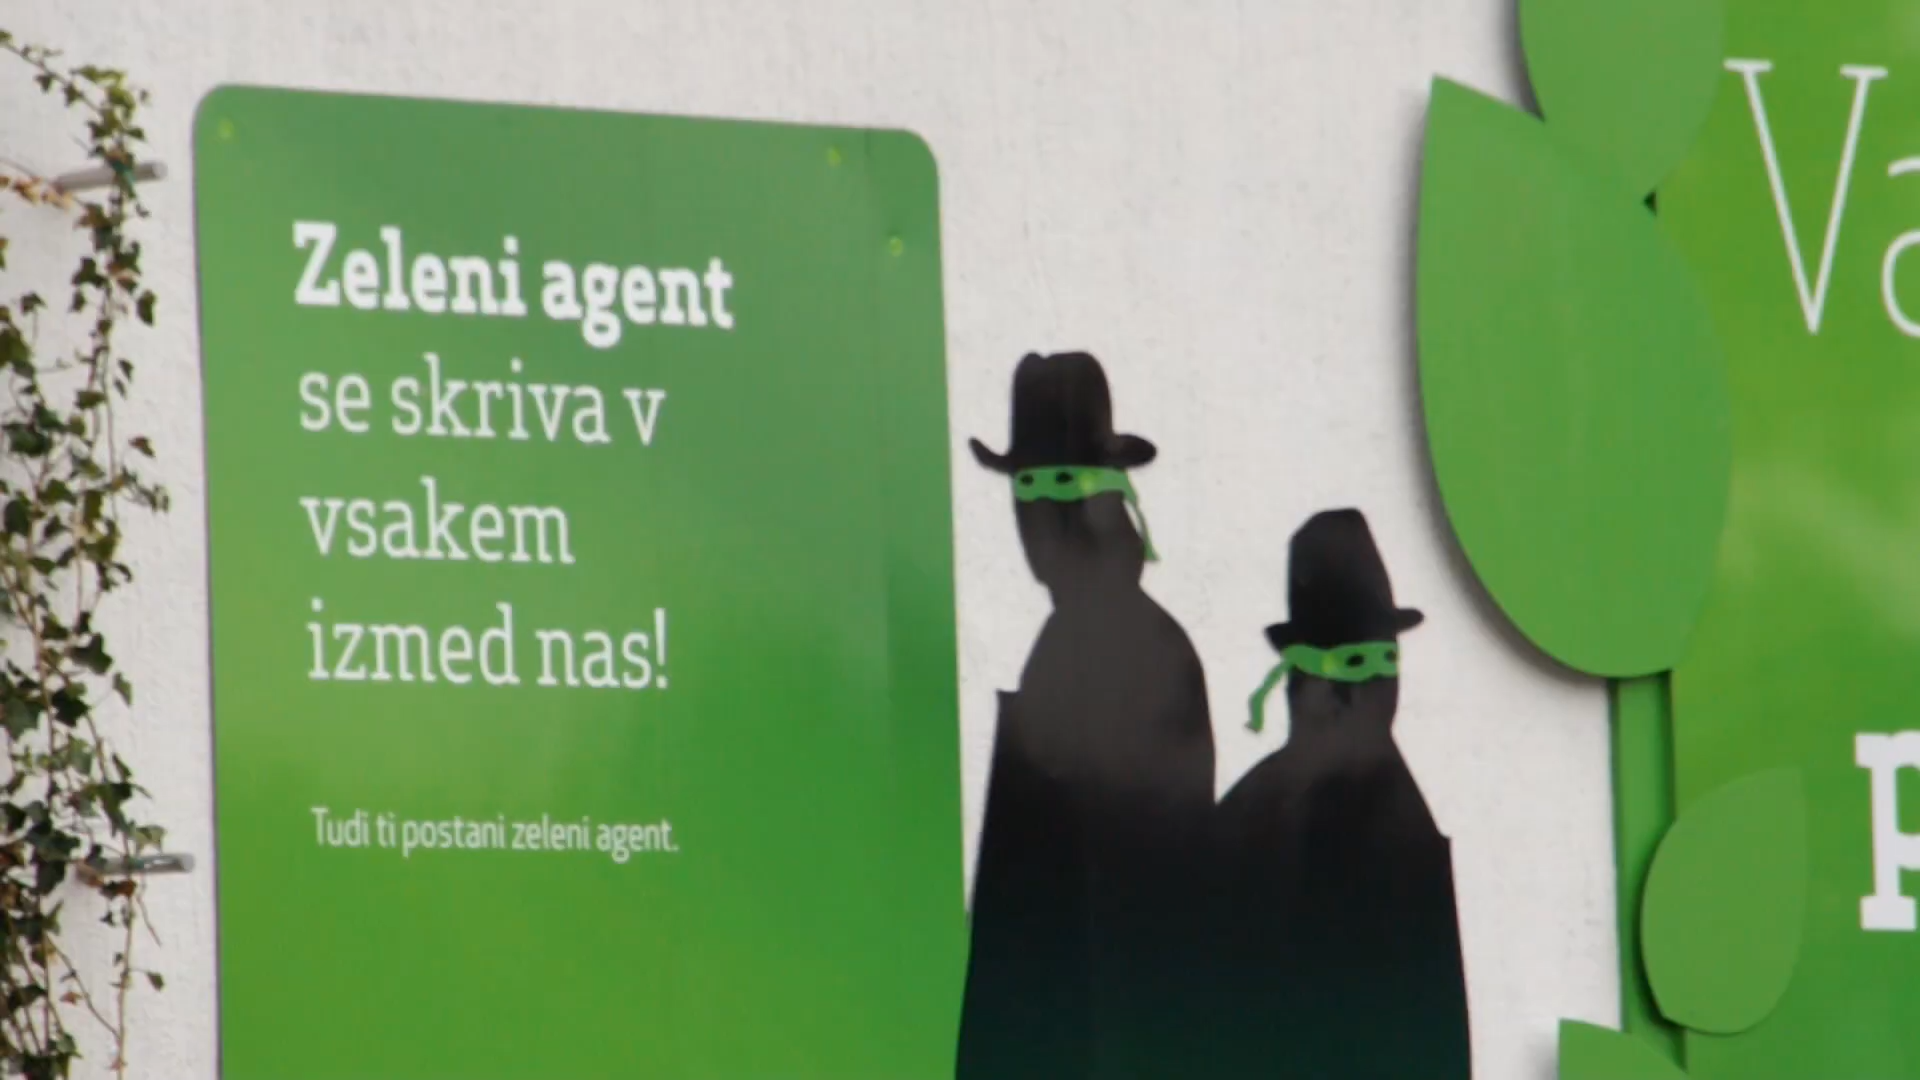 Zeleni agent
se skriva v
vsakem
izmed nas!
Tudi ti postani zeleni agent.